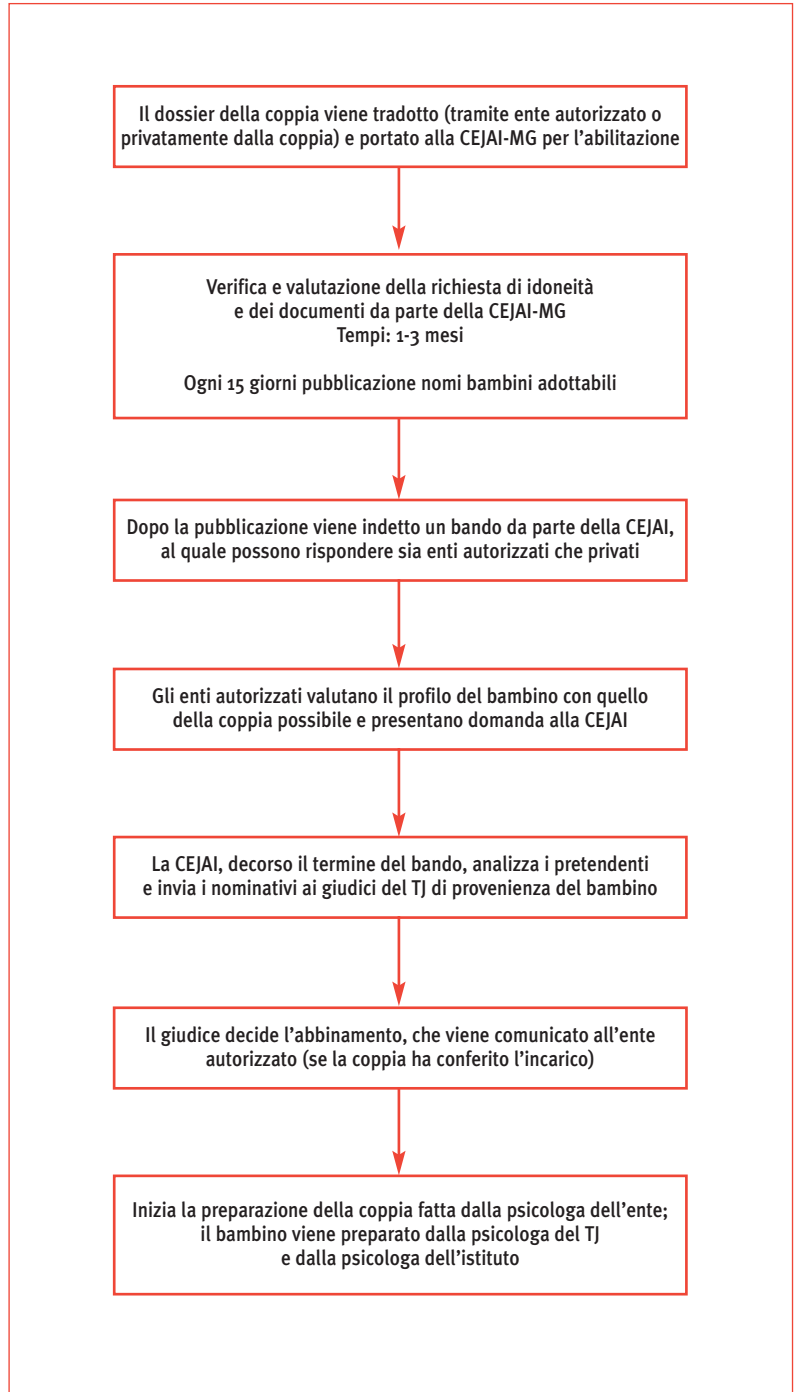 Il dossier della coppia viene tradotto (tramite ente autorizzato o
privatamente dalla coppia) e portato alla CEJAI-MG per l'abilitazione
Verifica e valutazione della richiesta di idoneità
e dei documenti da parte della CEJAI-MG
Tempi: 1-3 mesi
Ogni 15 giorni pubblicazione nomi bambini adottabili
Dopo la pubblicazione viene indetto un bando da parte della CEJAI,
al quale possono rispondere sia enti autorizzati che privati
Gli enti autorizzati valutano il profilo del bambino con quello
della coppia possibile e presentano domanda alla CEJAI
La CEJAI, decorso il termine del bando, analizza i pretendenti
e invia i nominativi ai giudici del TJ di provenienza del bambino
Il giudice decide l'abbinamento, che viene comunicato all'ente
autorizzato (se la coppia ha conferito l'incarico)
Inizia la preparazione della coppia fatta dalla psicologa dell'ente;
il bambino viene preparato dalla psicologa del TJ
e dalla psicologa dell'istituto